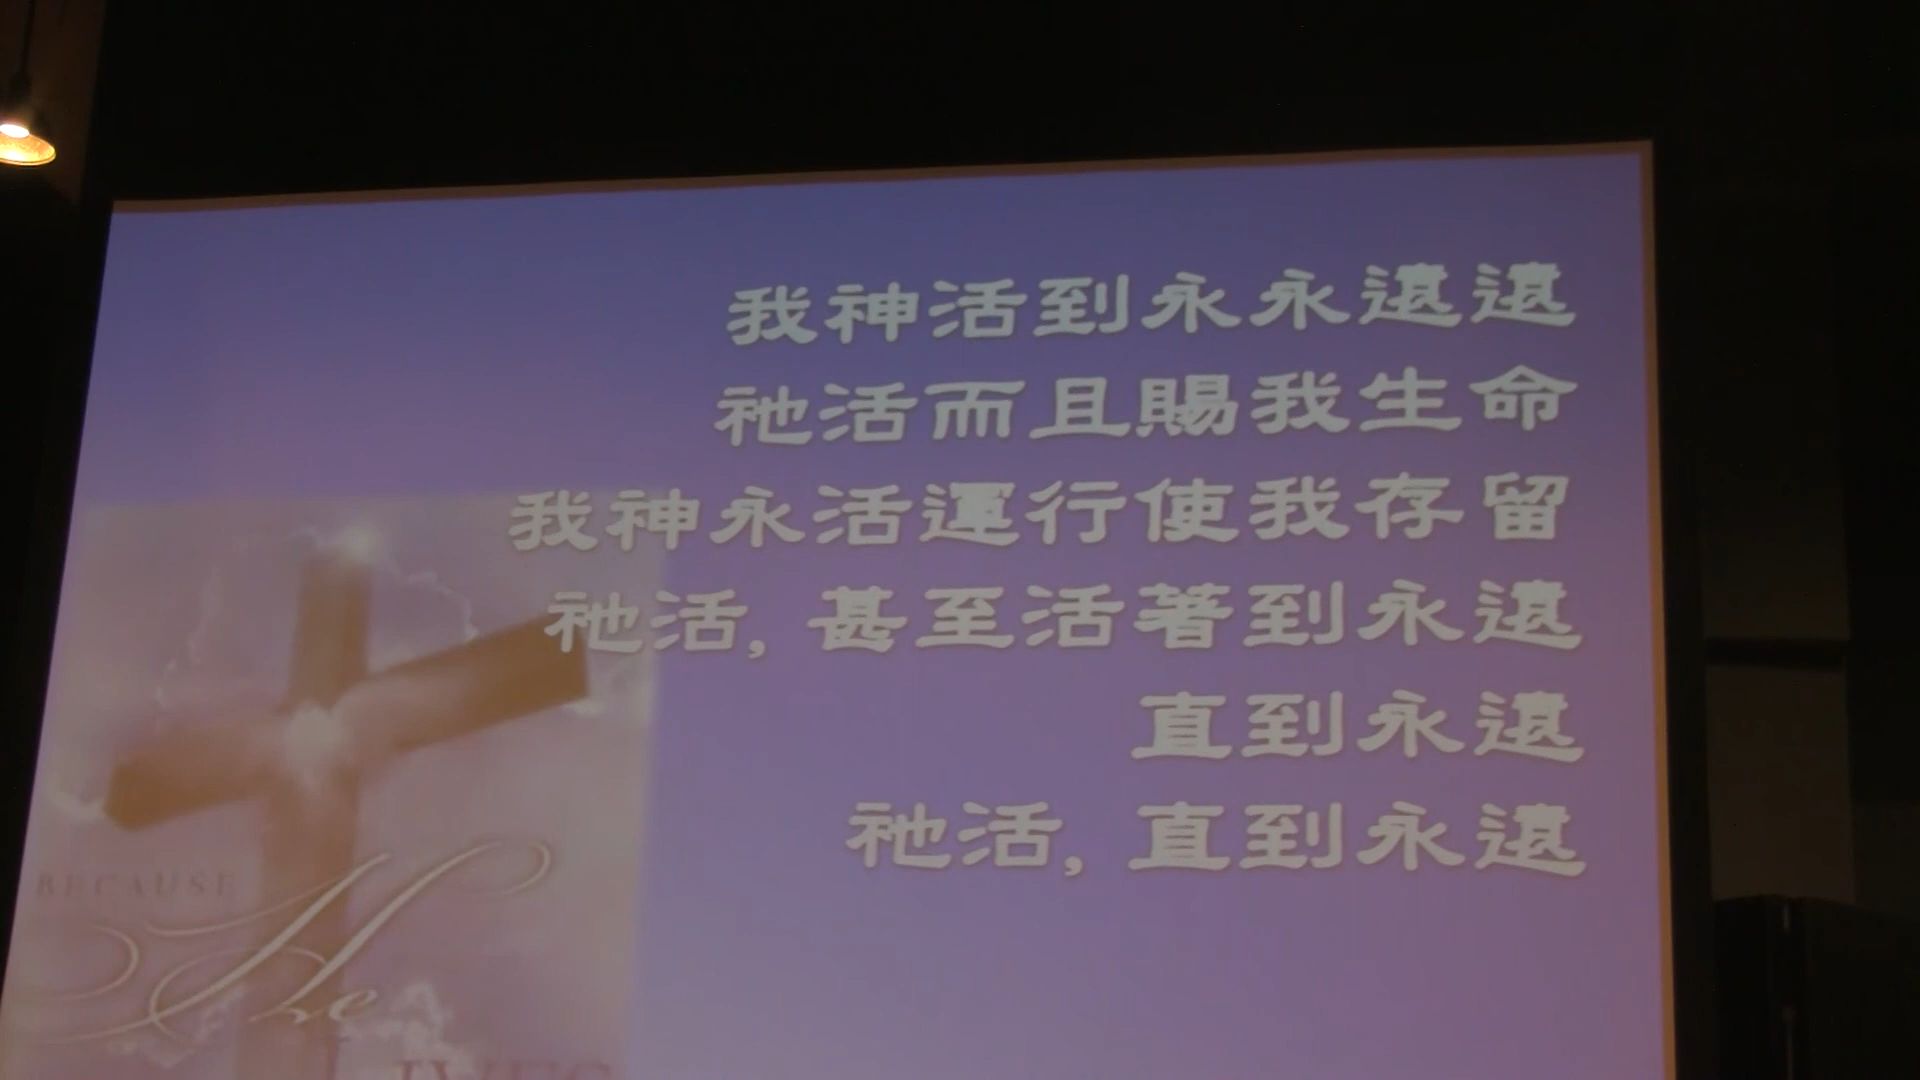 我神活到永永遠遠
祂活而且賜我生命
我神永活運行使我存留
祂活, 甚至活著到永遠
直到永遠
祂活, 直到永遠
BECAUSE
He
LIVES